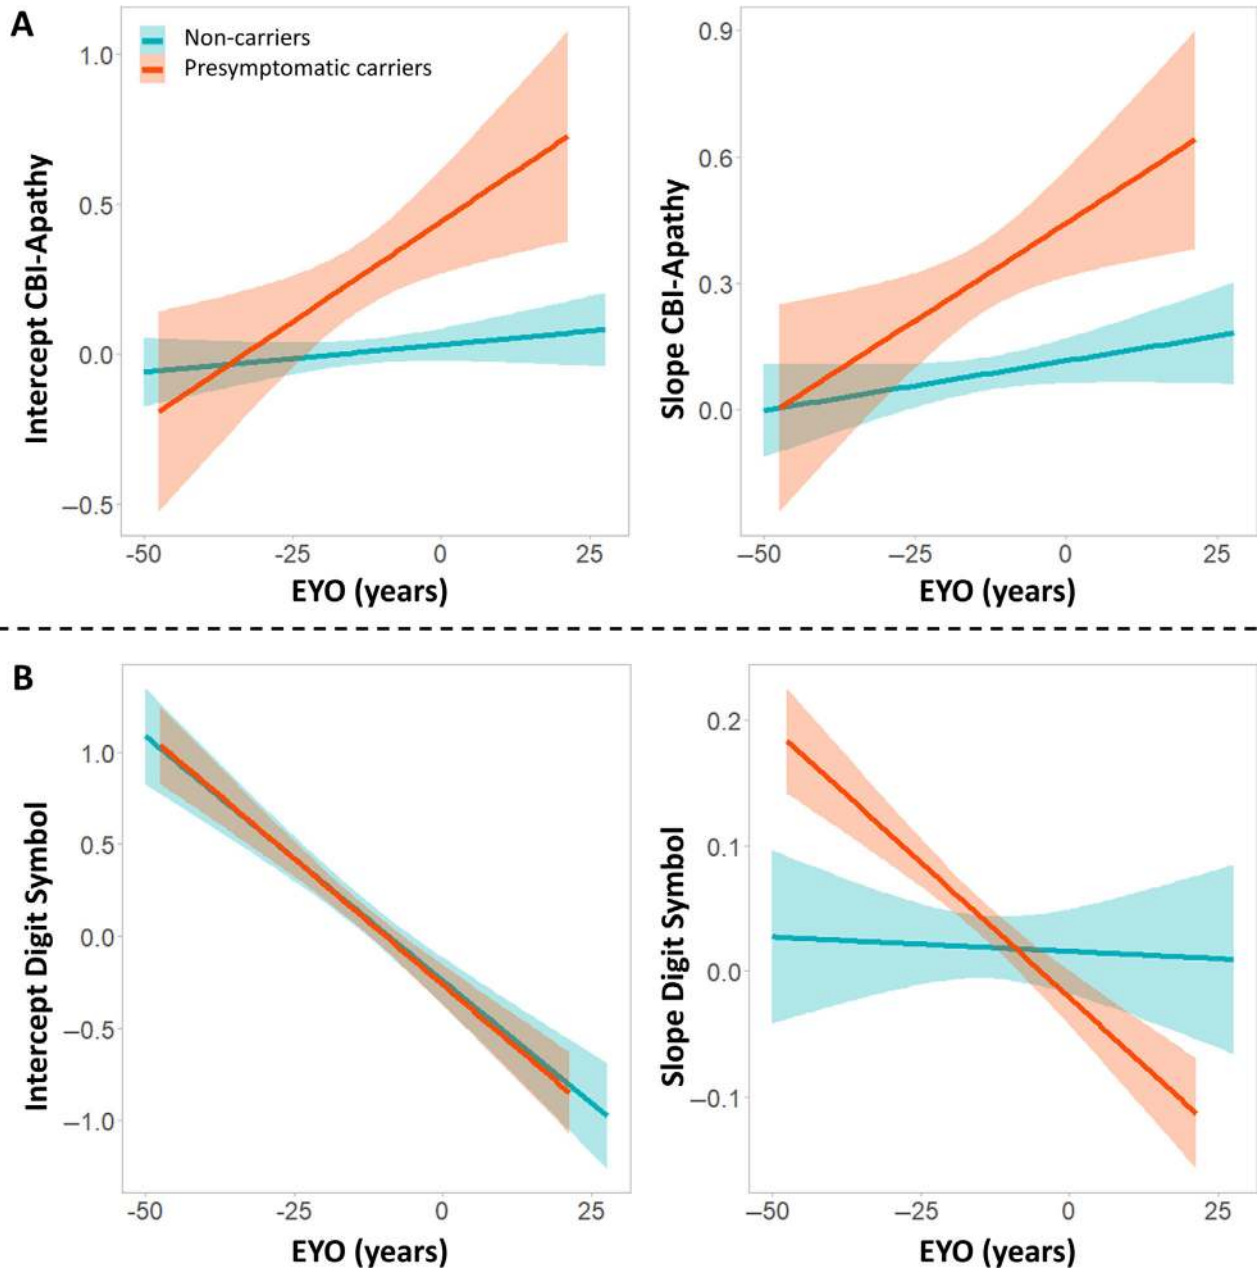 A
Non-carriers
Presymptomatic carriers
Intercept CBI-Apathy
1.0
0.5
0.0
−0.5
-50 -25 0 25
EYO (years)
Slope CBI-Apathy
0.9
0.6
0.3
0.0
−50 −25 0 25
EYO (years)
B
Intercept Digit Symbol
1.0
0.5
0.0
−0.5
−1.0
-50 -25 0 25
EYO (years)
Slope Digit Symbol
0.2
0.1
0.0
−0.1
−50 −25 0 25
EYO (years)